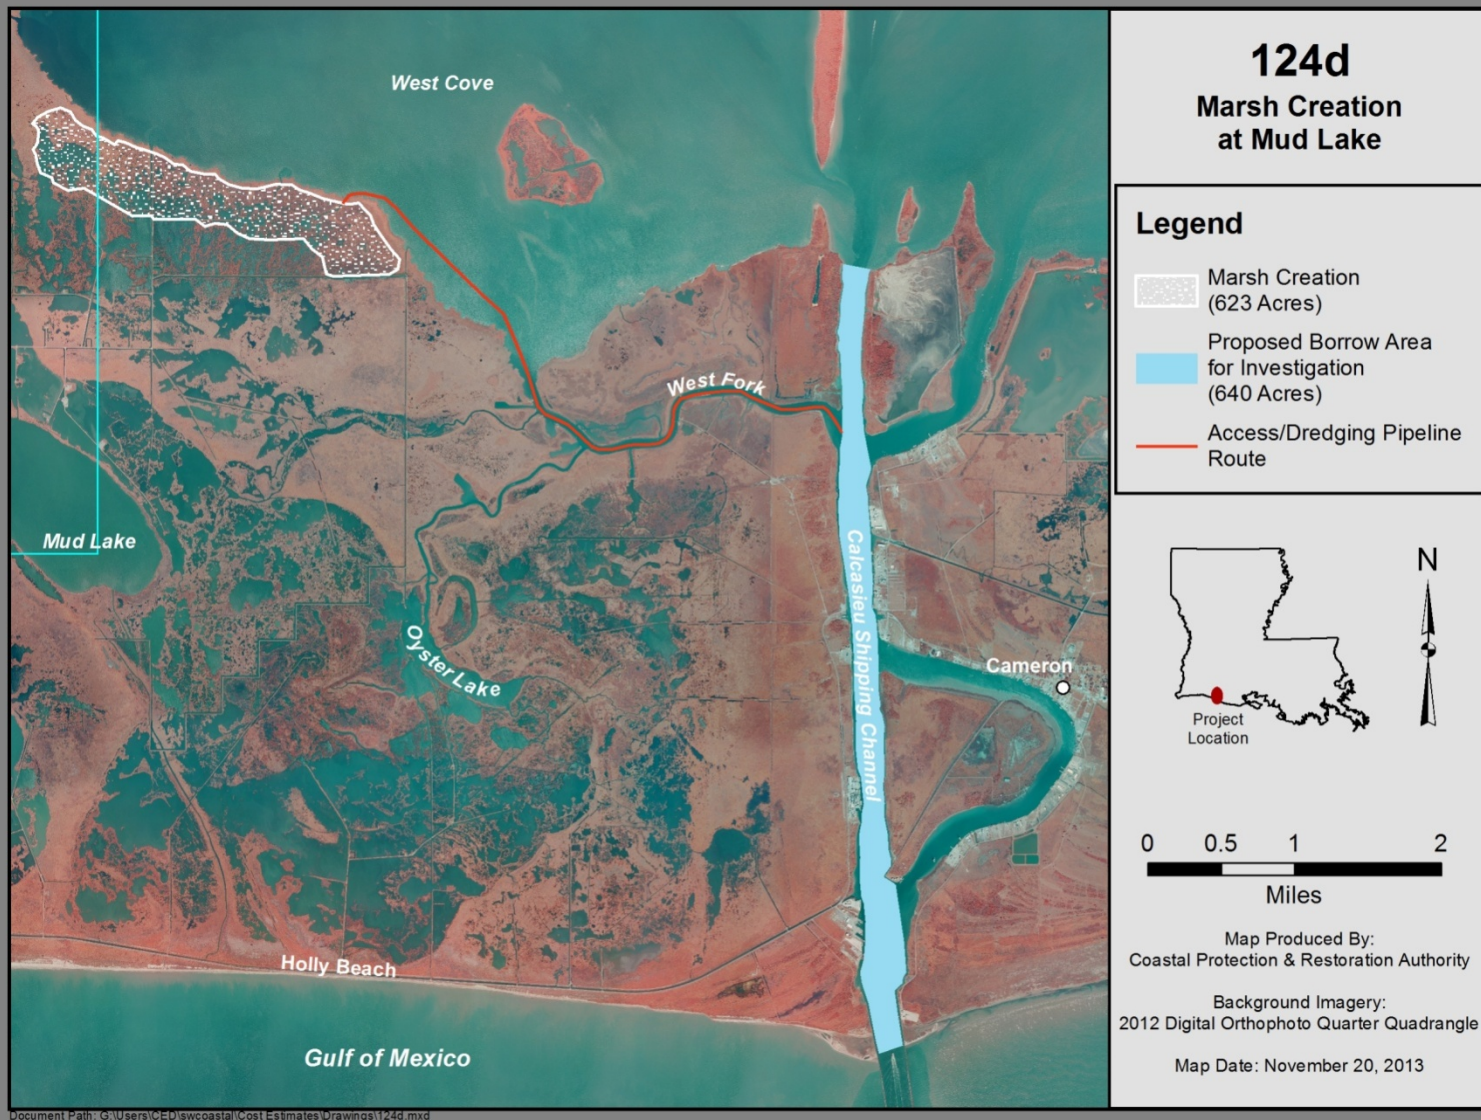 West Cove
West Fork
Mud Lake
Oyster Lake
Calcasieu Shipping Channel
Cameron
Holly Beach
Gulf of Mexico
124d
Marsh Creation
at Mud Lake
Legend
Marsh Creation
(623 Acres)
Proposed Borrow Area
for Investigation
(640 Acres)
Access/Dredging Pipeline
Route
N
Project
Location
0 0.5 1 2
Miles
Map Produced By:
Coastal Protection & Restoration Authority
Background Imagery:
2012 Digital Orthophoto Quarter Quadrangle
Map Date: November 20, 2013
Document Path: G:\Users\CED\swcoastal\Cost Estimates\Drawings\124d.mxd